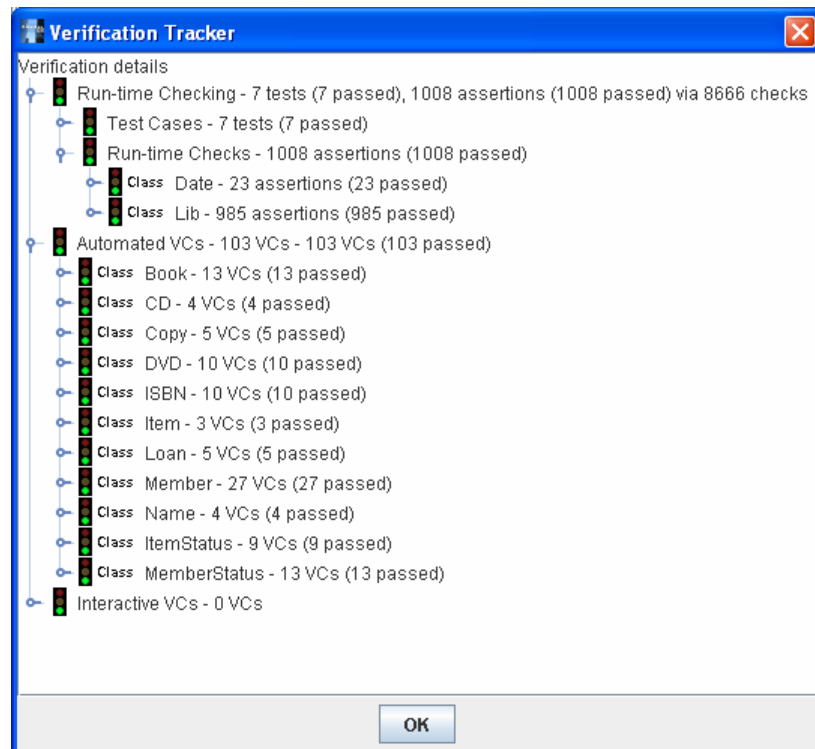 Verification Tracker
Verification details
Run-time Checking - 7 tests (7 passed), 1008 assertions (1008 passed) via 8666 checks
Test Cases - 7 tests (7 passed)
Run-time Checks - 1008 assertions (1008 passed)
Class Date - 23 assertions (23 passed)
Class Lib - 985 assertions (985 passed)
Automated VCs - 103 VCs - 103 VCs (103 passed)
Class Book - 13 VCs (13 passed)
Class CD - 4 VCs (4 passed)
Class Copy - 5 VCs (5 passed)
Class DVD - 10 VCs (10 passed)
Class ISBN - 10 VCs (10 passed)
Class Item - 3 VCs (3 passed)
Class Loan - 5 VCs (5 passed)
Class Member - 27 VCs (27 passed)
Class Name - 4 VCs (4 passed)
Class ItemStatus - 9 VCs (9 passed)
Class MemberStatus - 13 VCs (13 passed)
Interactive VCs - 0 VCs
OK